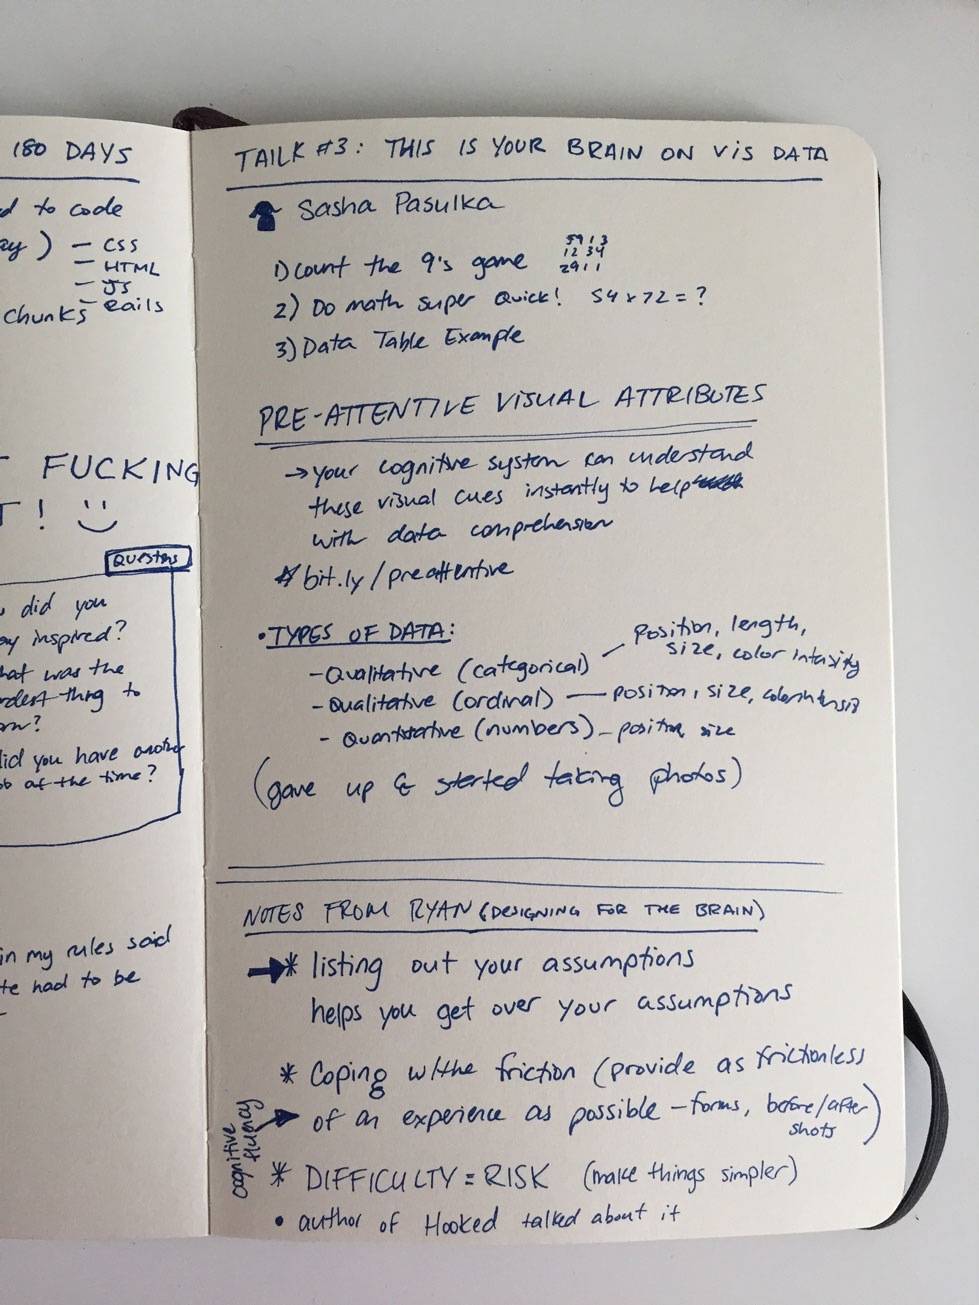 180 DAYS
d to code
ay) - CSS
- HTML
- JS
chunks - Rails
FUCKING
T! 
QUESTIONS
did you
ay inspired?
hat was the
rdest thing to
did you have another
ob at the time?
in my rules said
te had to be
TAILK #3: THIS IS YOUR BRAIN ON VIS DATA
Sasha Pasulka
1) Count the 9's game
5913
1234
2911
2) Do math super Quick! 54 x 72 = ?
3) Data Table Example
PRE-ATTENTIVE VISUAL ATTRIBUTES
→ your cognitive system can understand
these visual cues instantly to help
with data comprehension
* bit.ly/preattentive
• TYPES OF DATA:
- Qualitative (categorical) — Position, length,
size, color intensity
- Qualitative (ordinal) — position, size, color intensity
- Quantitative (numbers) - position size
(gave up & started taking photos)
NOTES FROM RYAN (DESIGNING FOR THE BRAIN)
→ * listing out your assumptions
helps you get over your assumptions
* Coping w/the friction (provide as frictionless
of an experience as possible - forms, before/after
shots)
cognitive
fluency
* DIFFICULTY = RISK (make things simpler)
• author of Hooked talked about it